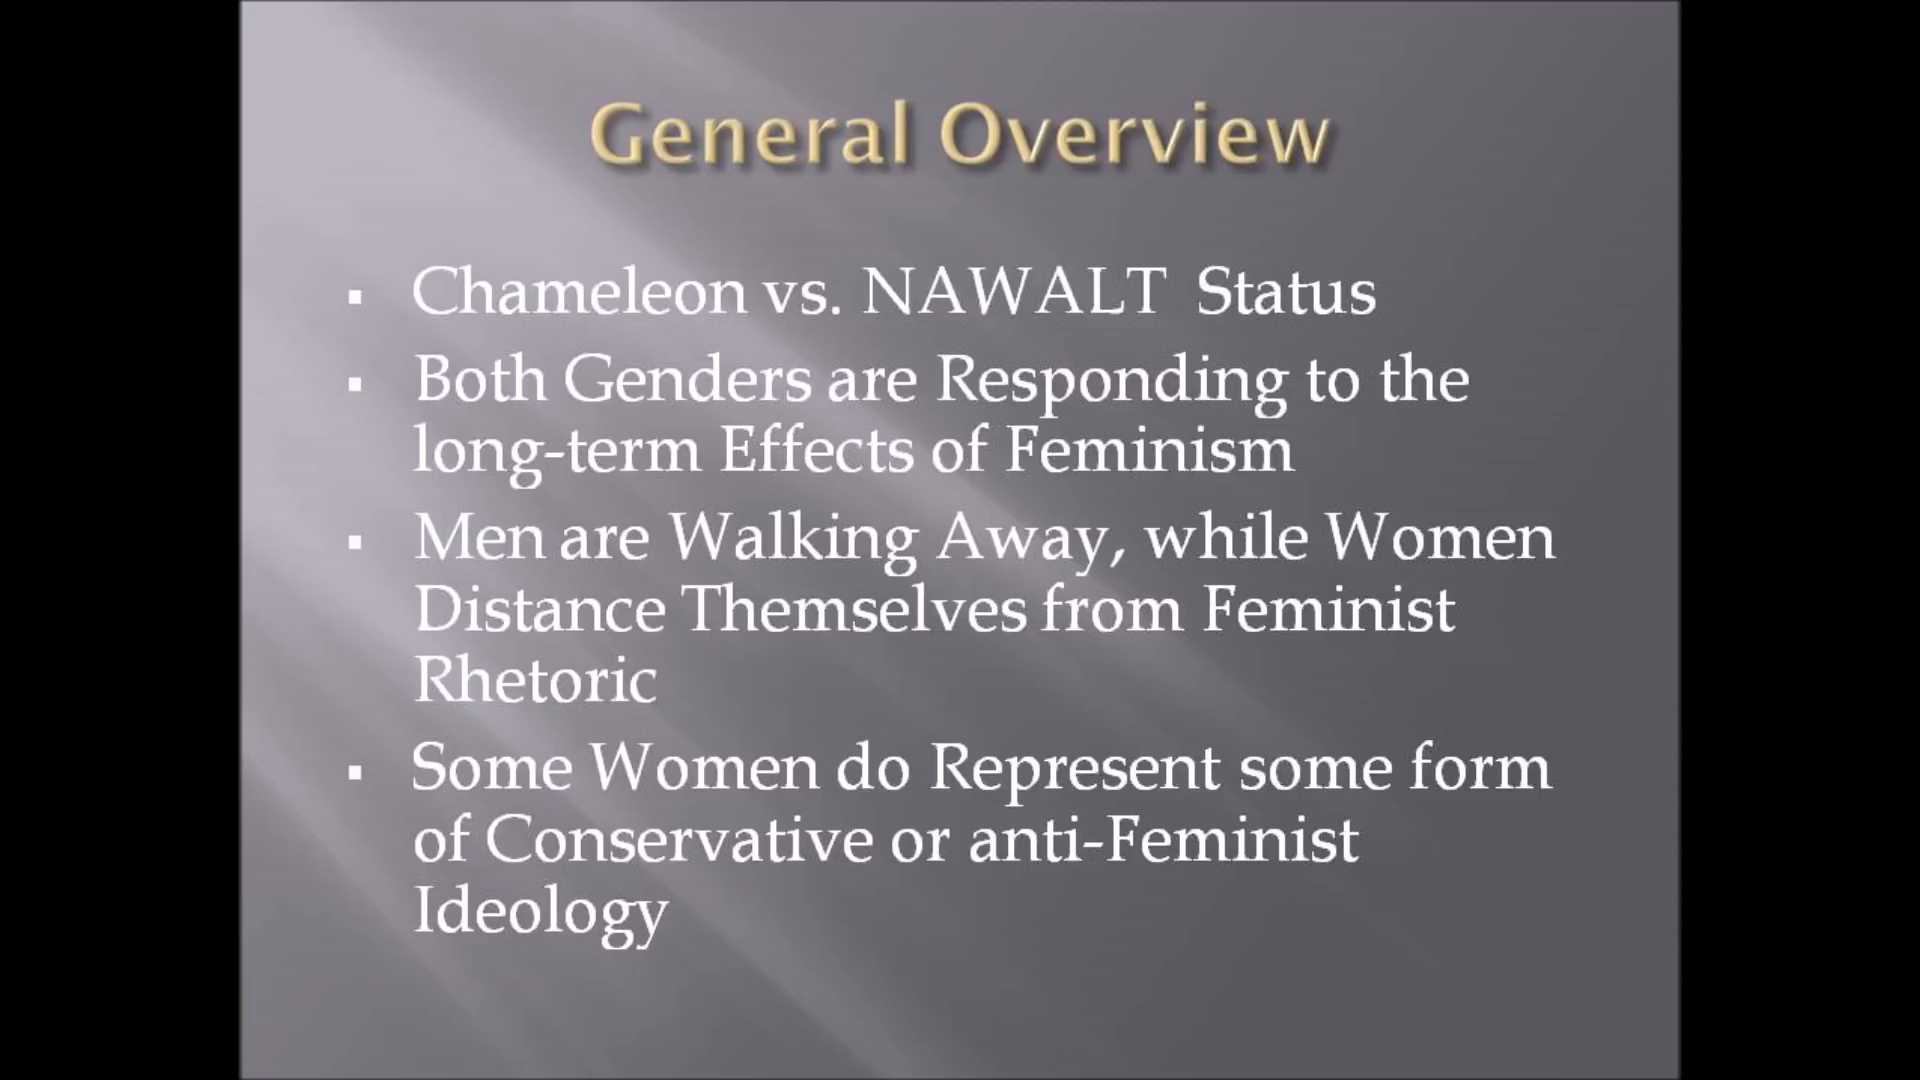 General Overview
▪ Chameleon vs. NAWALT Status
▪ Both Genders are Responding to the
long-term Effects of Feminism
▪ Men are Walking Away, while Women
Distance Themselves from Feminist
Rhetoric
▪ Some Women do Represent some form
of Conservative or anti-Feminist
Ideology